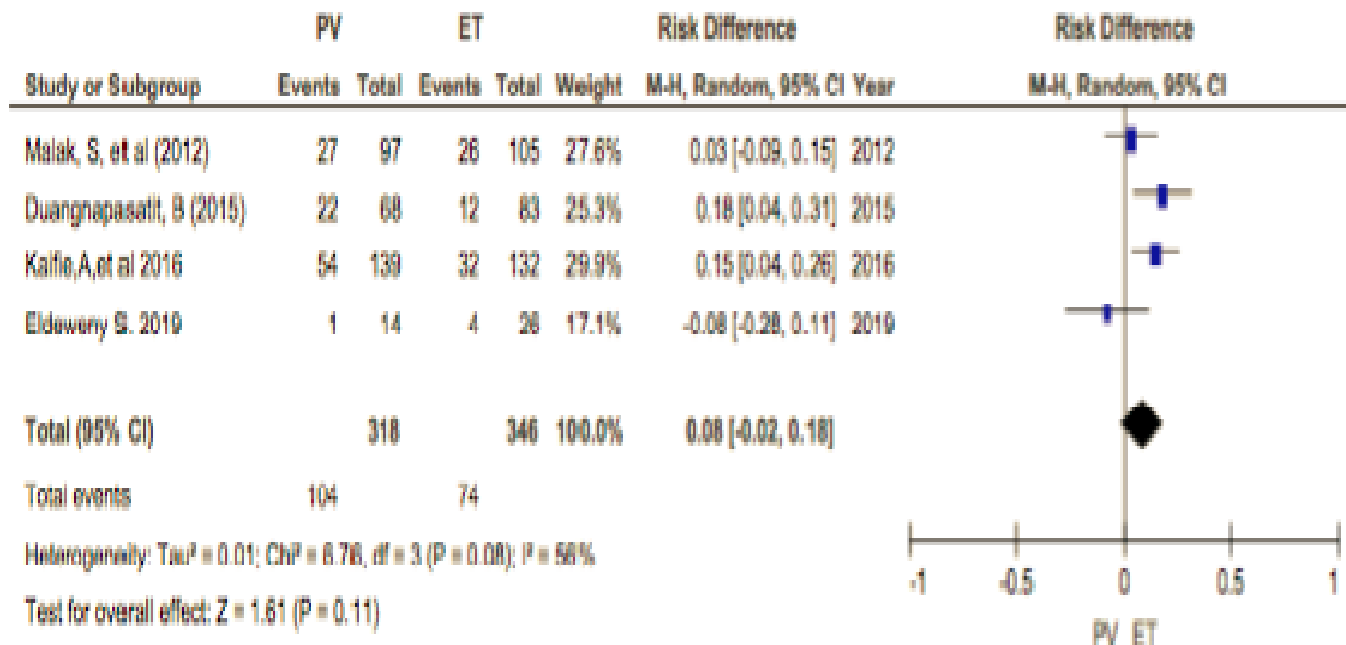 PV ET Risk Difference Risk Difference
Study or Subgroup Events Total Events Total Weight M-H, Random, 95% CI Year M-H, Random, 95% CI
Malak, S, et al (2012) 27 97 26 105 27.6% 0.03 [-0.09, 0.15] 2012
Duangnapasatit, B (2015) 22 68 12 83 25.3% 0.18 [0.04, 0.31] 2015
Kaifie,A,et al 2016 54 139 32 132 29.9% 0.15 [0.04, 0.26] 2016
Eldeweny S. 2019 1 14 4 26 17.1% -0.08 [-0.28, 0.11] 2019
Total (95% CI) 318 346 100.0% 0.08 [-0.02, 0.18]
Total events 104 74
Heterogeneity: Tau² = 0.01; Chi² = 6.76, df = 3 (P = 0.08); I² = 56%
Test for overall effect: Z = 1.61 (P = 0.11)
-1 -0.5 0 0.5 1
PV ET